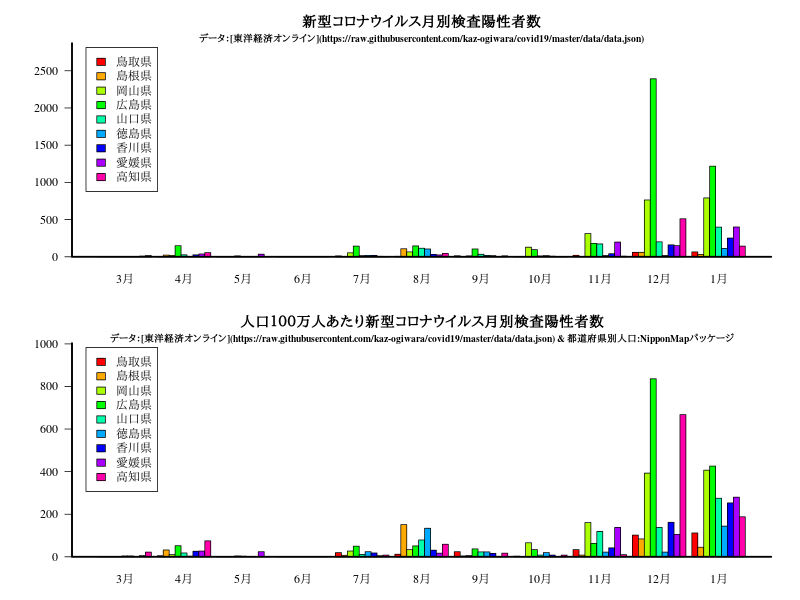 新型コロナウイルス月別検査陽性者数
データ:[東洋経済オンライン](https://raw.githubusercontent.com/kaz-ogiwara/covid19/master/data/data.json)
鳥取県
島根県
岡山県
広島県
山口県
徳島県
香川県
愛媛県
高知県
2500
2000
1500
1000
500
0
3月 4月 5月 6月 7月 8月 9月 10月 11月 12月 1月
人口100万人あたり新型コロナウイルス月別検査陽性者数
データ:[東洋経済オンライン](https://raw.githubusercontent.com/kaz-ogiwara/covid19/master/data/data.json) & 都道府県別人口:NipponMapパッケージ
鳥取県
島根県
岡山県
広島県
山口県
徳島県
香川県
愛媛県
高知県
1000
800
600
400
200
0
3月 4月 5月 6月 7月 8月 9月 10月 11月 12月 1月